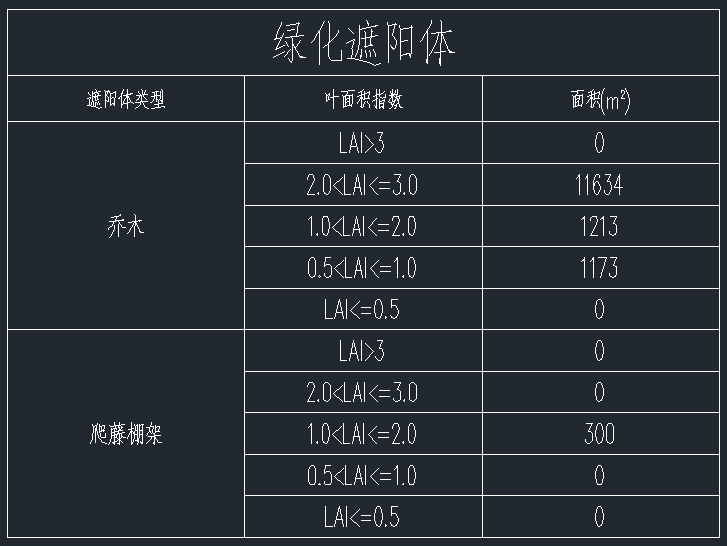 绿化遮阳体
遮阳体类型 叶面积指数 面积(m²)
乔木
LAI>3 0
2.0<LAI<=3.0 11634
1.0<LAI<=2.0 1213
0.5<LAI<=1.0 1173
LAI<=0.5 0
爬藤棚架
LAI>3 0
2.0<LAI<=3.0 0
1.0<LAI<=2.0 300
0.5<LAI<=1.0 0
LAI<=0.5 0